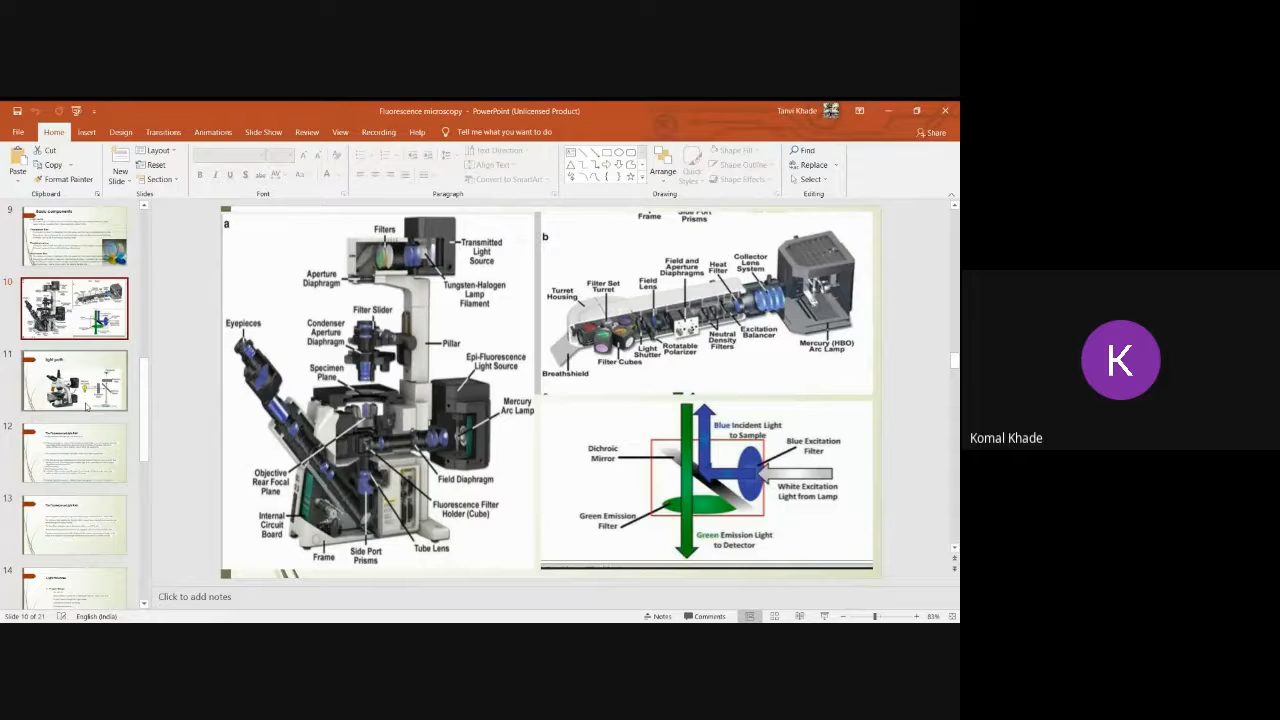 Fluorescence microscopy - PowerPoint (Unlicensed Product)
Tanvi Khade
File Home Insert Design Transitions Animations Slide Show Review View Recording Help Tell me what you want to do
Share
Paste
Cut
Copy
Format Painter
Clipboard
New
Slide
Layout
Reset
Section
Slides
Font
Text Direction
Align Text
Convert to SmartArt
Paragraph
Arrange
Quick
Styles
Shape Fill
Shape Outline
Shape Effects
Drawing
Find
Replace
Select
Editing
9
Basic Components
10
11
Light path
12
13
14
a
Filters
Transmitted
Light
Source
Aperture
Diaphragm
Tungsten-Halogen
Lamp
Filament
Filter Slider
Condenser
Aperture
Diaphragm
Eyepieces
Pillar
Specimen
Plane
Epi-Fluorescence
Light Source
Mercury
Arc Lamp
Objective
Rear Focal
Plane
Field Diaphragm
Internal
Circuit
Board
Fluorescence Filter
Holder (Cube)
Frame
Side Port
Prisms
Tube Lens
Frame
Side Port
Prisms
b
Turret
Housing
Filter Set
Turret
Field
Lens
Field and
Aperture
Diaphragms
Heat
Filter
Collector
Lens
System
Breathshield
Filter Cubes
Light
Shutter
Rotatable
Polarizer
Neutral
Density
Filters
Excitation
Balancer
Mercury (HBO)
Arc Lamp
Blue Incident Light
to Sample
Dichroic
Mirror
Blue Excitation
Filter
White Excitation
Light from Lamp
Green Emission
Filter
Green Emission Light
to Detector
Click to add notes
Slide 10 of 21 English (India)
Notes Comments
83%
K
Komal Khade